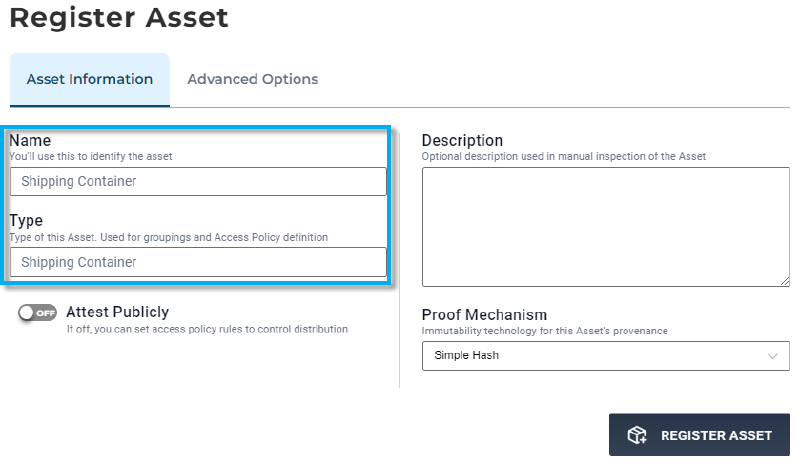 Register Asset
Asset Information
Advanced Options
Name
You'll use this to identify the asset
Shipping Container
Type
Type of this Asset. Used for groupings and Access Policy definition
Shipping Container
OFF
Attest Publicly
If off, you can set access policy rules to control distribution
Description
Optional description used in manual inspection of the Asset
Proof Mechanism
Immutability technology for this Asset's provenance
Simple Hash
REGISTER ASSET